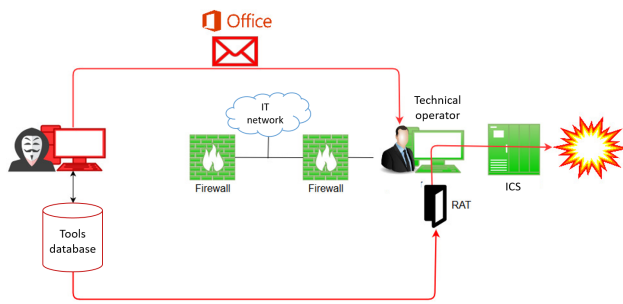 Office
IT
network
Technical
operator
Firewall
Firewall
ICS
RAT
Tools
database